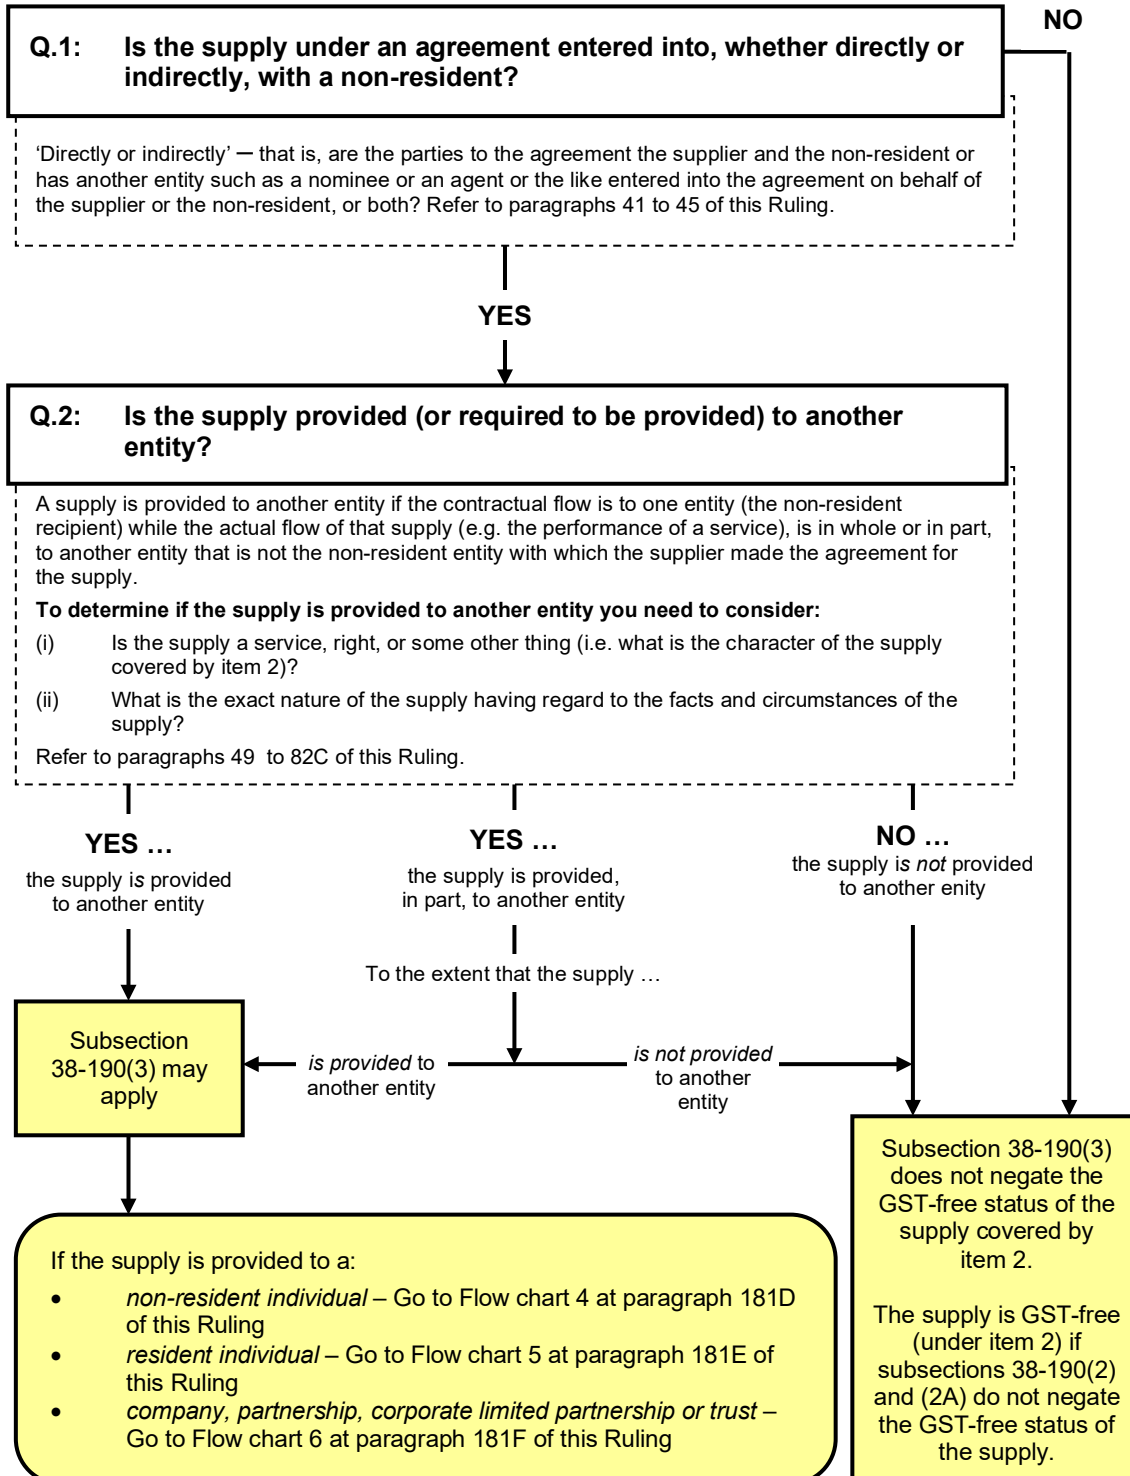 NO
Q.1: Is the supply under an agreement entered into, whether directly or
indirectly, with a non-resident?
‘Directly or indirectly’ – that is, are the parties to the agreement the supplier and the non-resident or
has another entity such as a nominee or an agent or the like entered into the agreement on behalf of
the supplier or the non-resident, or both? Refer to paragraphs 41 to 45 of this Ruling.
YES
Q.2: Is the supply provided (or required to be provided) to another
entity?
A supply is provided to another entity if the contractual flow is to one entity (the non-resident
recipient) while the actual flow of that supply (e.g. the performance of a service), is in whole or in part,
to another entity that is not the non-resident entity with which the supplier made the agreement for
the supply.
To determine if the supply is provided to another entity you need to consider:
(i) Is the supply a service, right, or some other thing (i.e. what is the character of the supply
covered by item 2)?
(ii) What is the exact nature of the supply having regard to the facts and circumstances of the
supply?
Refer to paragraphs 49 to 82C of this Ruling.
YES …
the supply is provided
to another entity
YES …
the supply is provided,
in part, to another entity
NO …
the supply is not provided
to another enity
To the extent that the supply …
Subsection
38-190(3) may
apply
is provided to
another entity
is not provided
to another
entity
If the supply is provided to a:
• non-resident individual – Go to Flow chart 4 at paragraph 181D
of this Ruling
• resident individual – Go to Flow chart 5 at paragraph 181E of
this Ruling
• company, partnership, corporate limited partnership or trust –
Go to Flow chart 6 at paragraph 181F of this Ruling
Subsection 38-190(3)
does not negate the
GST-free status of the
supply covered by
item 2.
The supply is GST-free
(under item 2) if
subsections 38-190(2)
and (2A) do not negate
the GST-free status of
the supply.